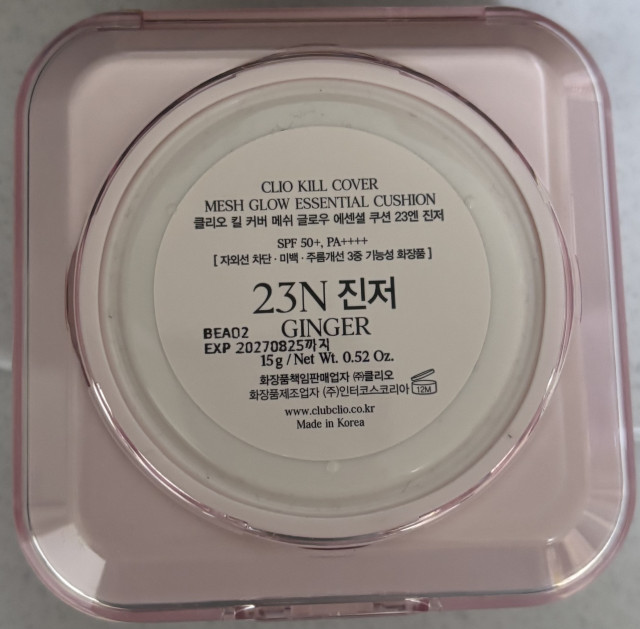 CLIO KILL COVER
MESH GLOW ESSENTIAL CUSHION
클리오 킬 커버 메쉬 글로우 에센셜 쿠션 23엔 진저
SPF 50+, PA++++
[ 자외선 차단 · 미백 · 주름개선 3중 기능성 화장품 ]
23N 진저
GINGER
BEA02
EXP 20270825까지
15g / Net Wt. 0.52 Oz.
화장품책임판매업자 ㈜클리오
화장품제조업자 (주)인터코스코리아
12M
www.clubclio.co.kr
Made in Korea